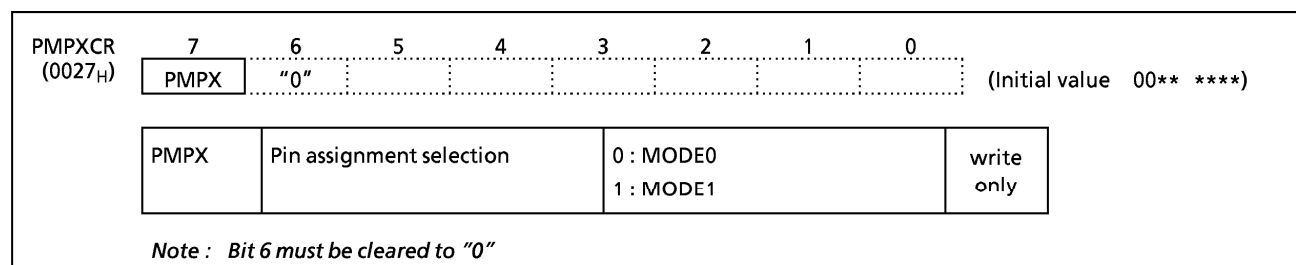 PMPXCR 7 6 5 4 3 2 1 0
(0027H) PMPX "0" (Initial value 00** ****)
PMPX Pin assignment selection 0 : MODE0 write
1 : MODE1 only
Note : Bit 6 must be cleared to "0"